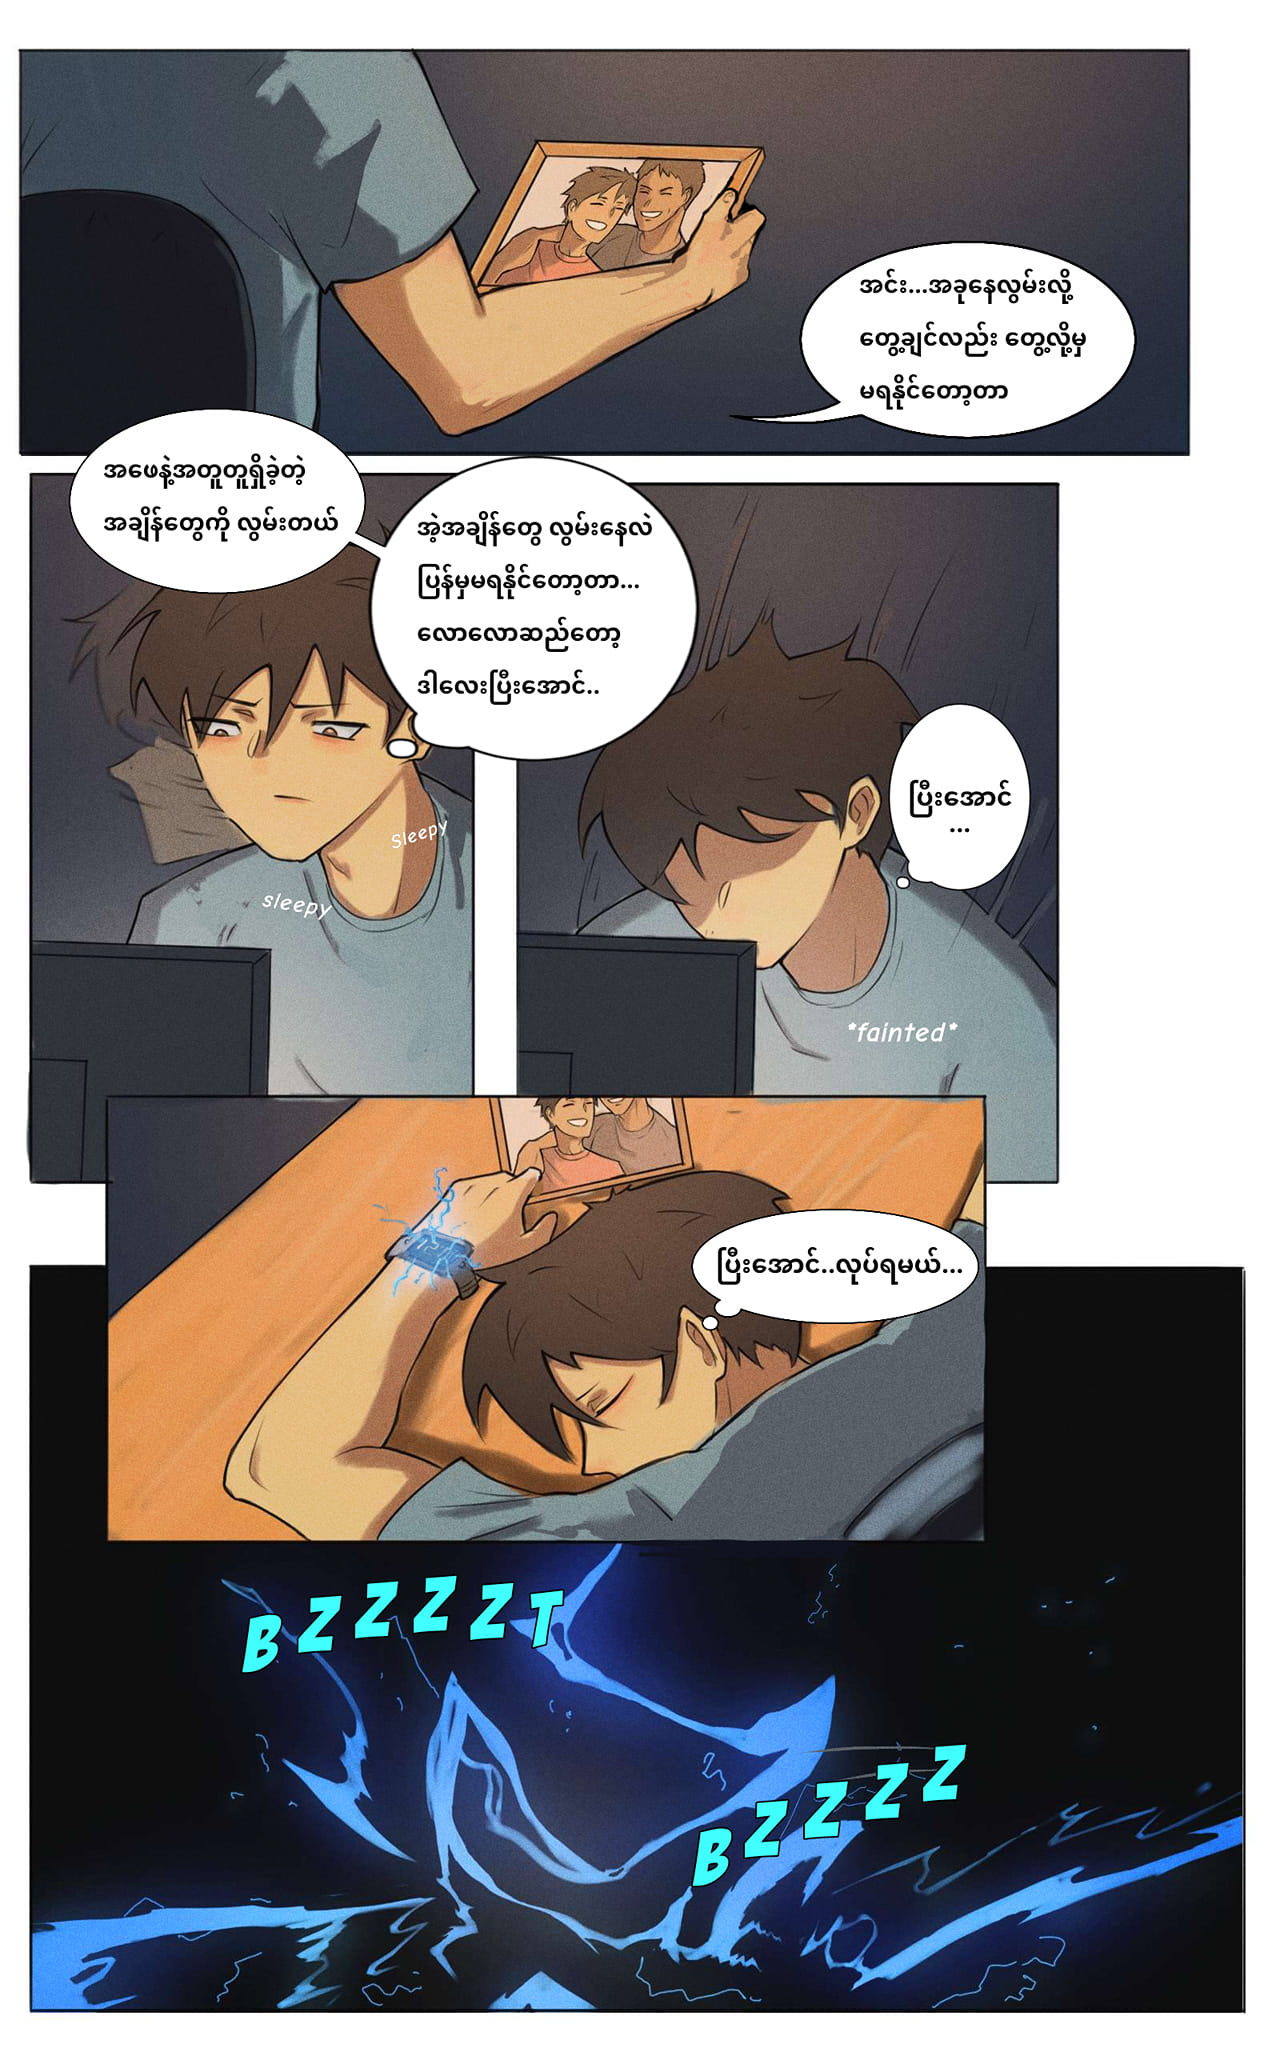 အင်း...အခုနေလွမ်းလို့
တွေ့ချင်လည်း တွေ့လို့မှ
မရနိုင်တော့တာ
အဖေနဲ့အတူတူရှိခဲ့တဲ့
အချိန်တွေကို လွမ်းတယ်
အဲ့အချိန်တွေ လွမ်းနေလဲ
ပြန်မှမရနိုင်တော့တာ...
လောလောဆည်တော့
ဒါလေးပြီးအောင်..
Sleepy
sleepy
ပြီးအောင်
...
*fainted*
ပြီးအောင်..လုပ်ရမယ်...
BZZZZT
BZZZZ